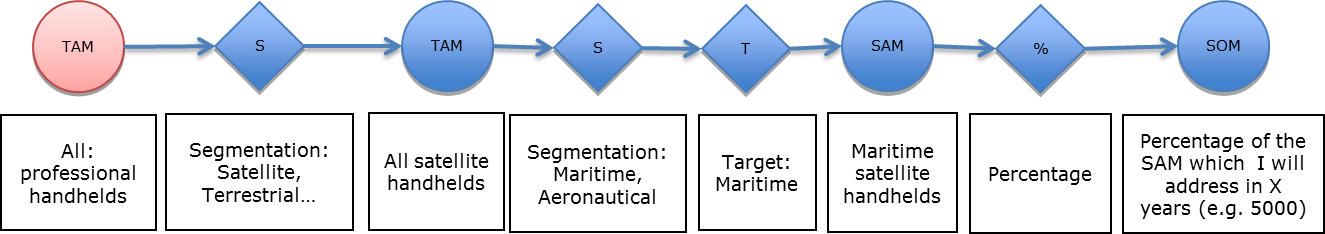 TAM
S
TAM
S
T
SAM
%
SOM
All:
professional
handhelds
Segmentation:
Satellite,
Terrestrial…
All satellite
handhelds
Segmentation:
Maritime,
Aeronautical
Target:
Maritime
Maritime
satellite
handhelds
Percentage
Percentage of the
SAM which  I will
address in X
years (e.g. 5000)